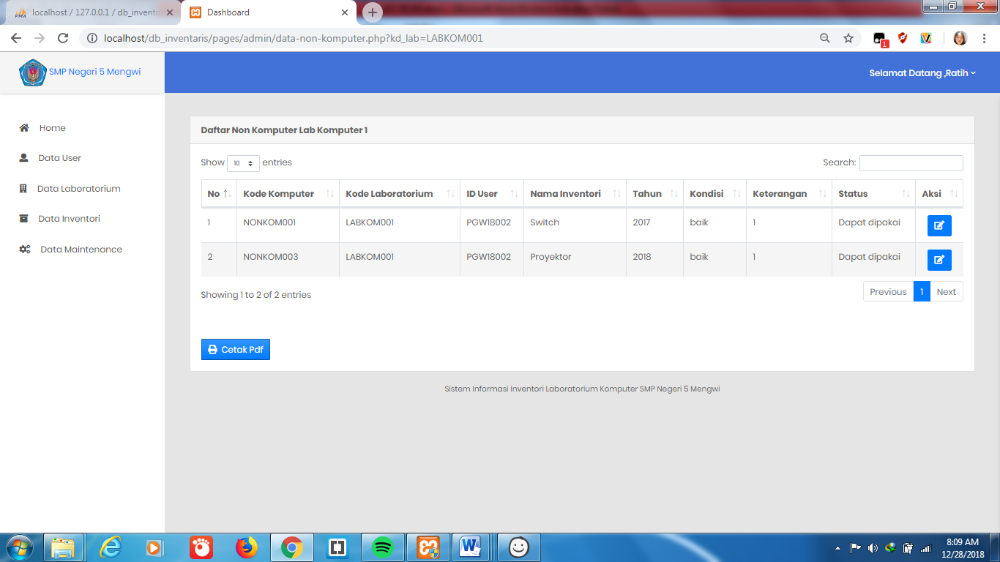 localhost / 127.0.0.1 / db_invento
Dashboard
localhost/db_inventaris/pages/admin/data-non-komputer.php?kd_lab=LABKOM001
1
SMP Negeri 5 Mengwi
Selamat Datang ,Ratih
Home
Data User
Data Laboratorium
Data Inventori
Data Maintenance
Daftar Non Komputer Lab Komputer 1
Show 10 entries
Search:
No Kode Komputer Kode Laboratorium ID User Nama Inventori Tahun Kondisi Keterangan Status Aksi
1 NONKOM001 LABKOM001 PGW18002 Switch 2017 baik 1 Dapat dipakai
2 NONKOM003 LABKOM001 PGW18002 Proyektor 2018 baik 1 Dapat dipakai
Showing 1 to 2 of 2 entries
Previous 1 Next
Cetak Pdf
Sistem Informasi Inventori Laboratorium Komputer SMP Negeri 5 Mengwi
8:09 AM
12/28/2018